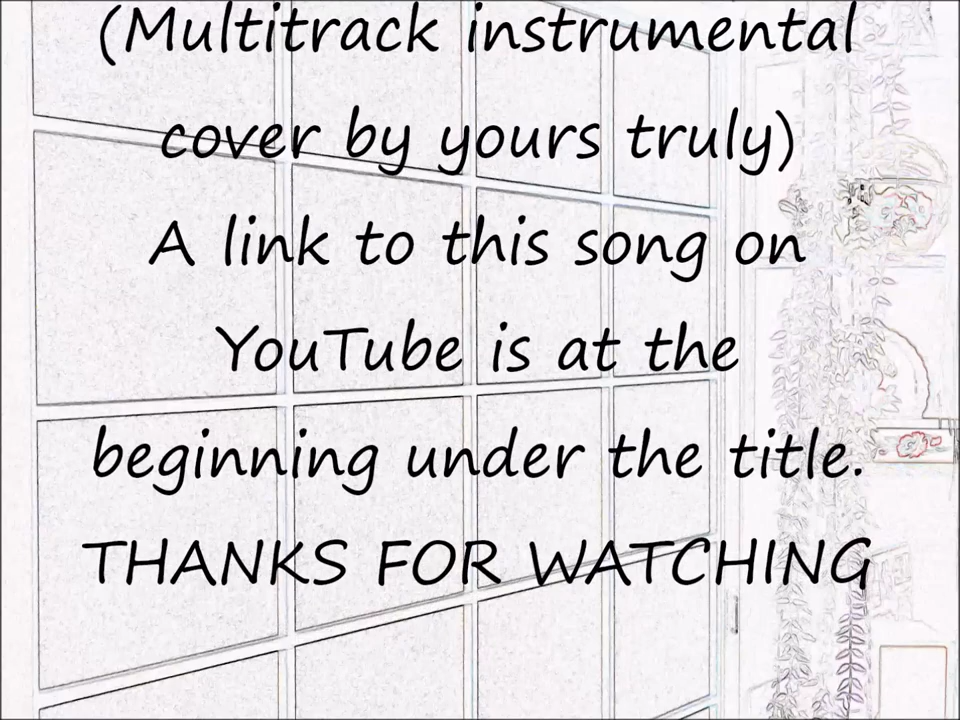 (Multitrack instrumental
cover by yours truly)
A link to this song on
YouTube is at the
beginning under the title.
THANKS FOR WATCHING